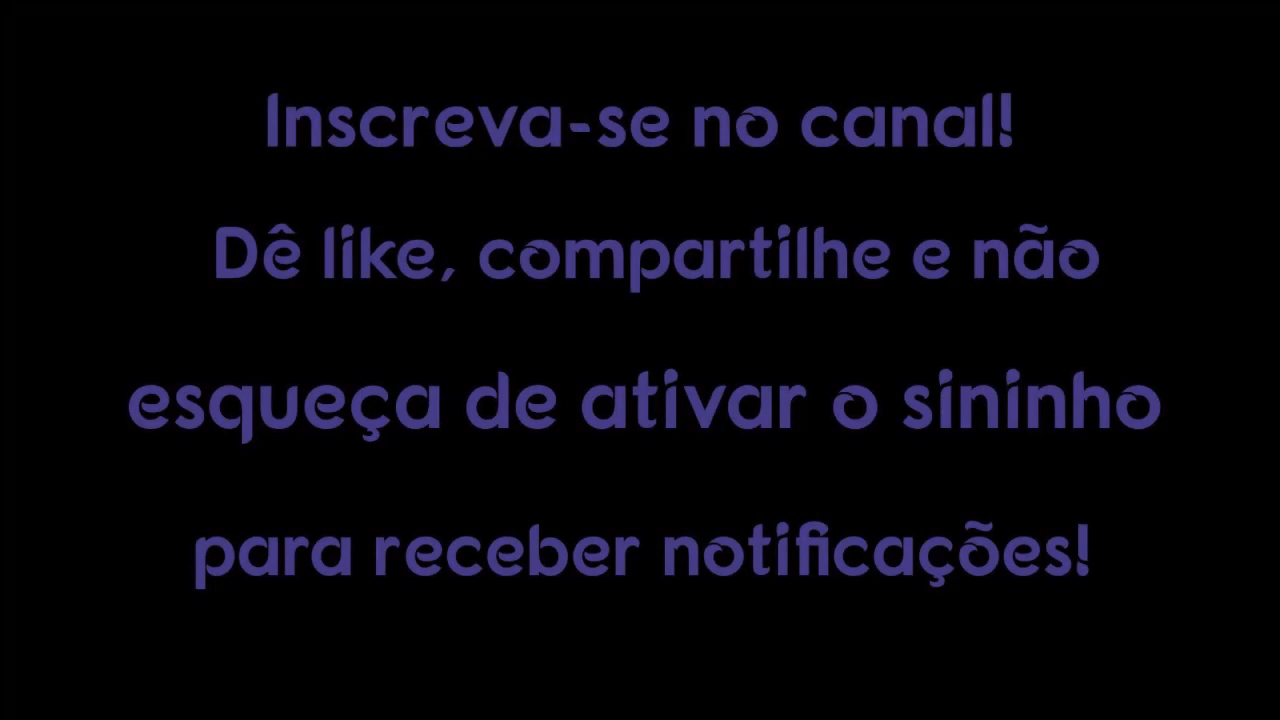 Inscreva-se no canal!
Dê like, compartilhe e não
esqueça de ativar o sininho
para receber notificações!